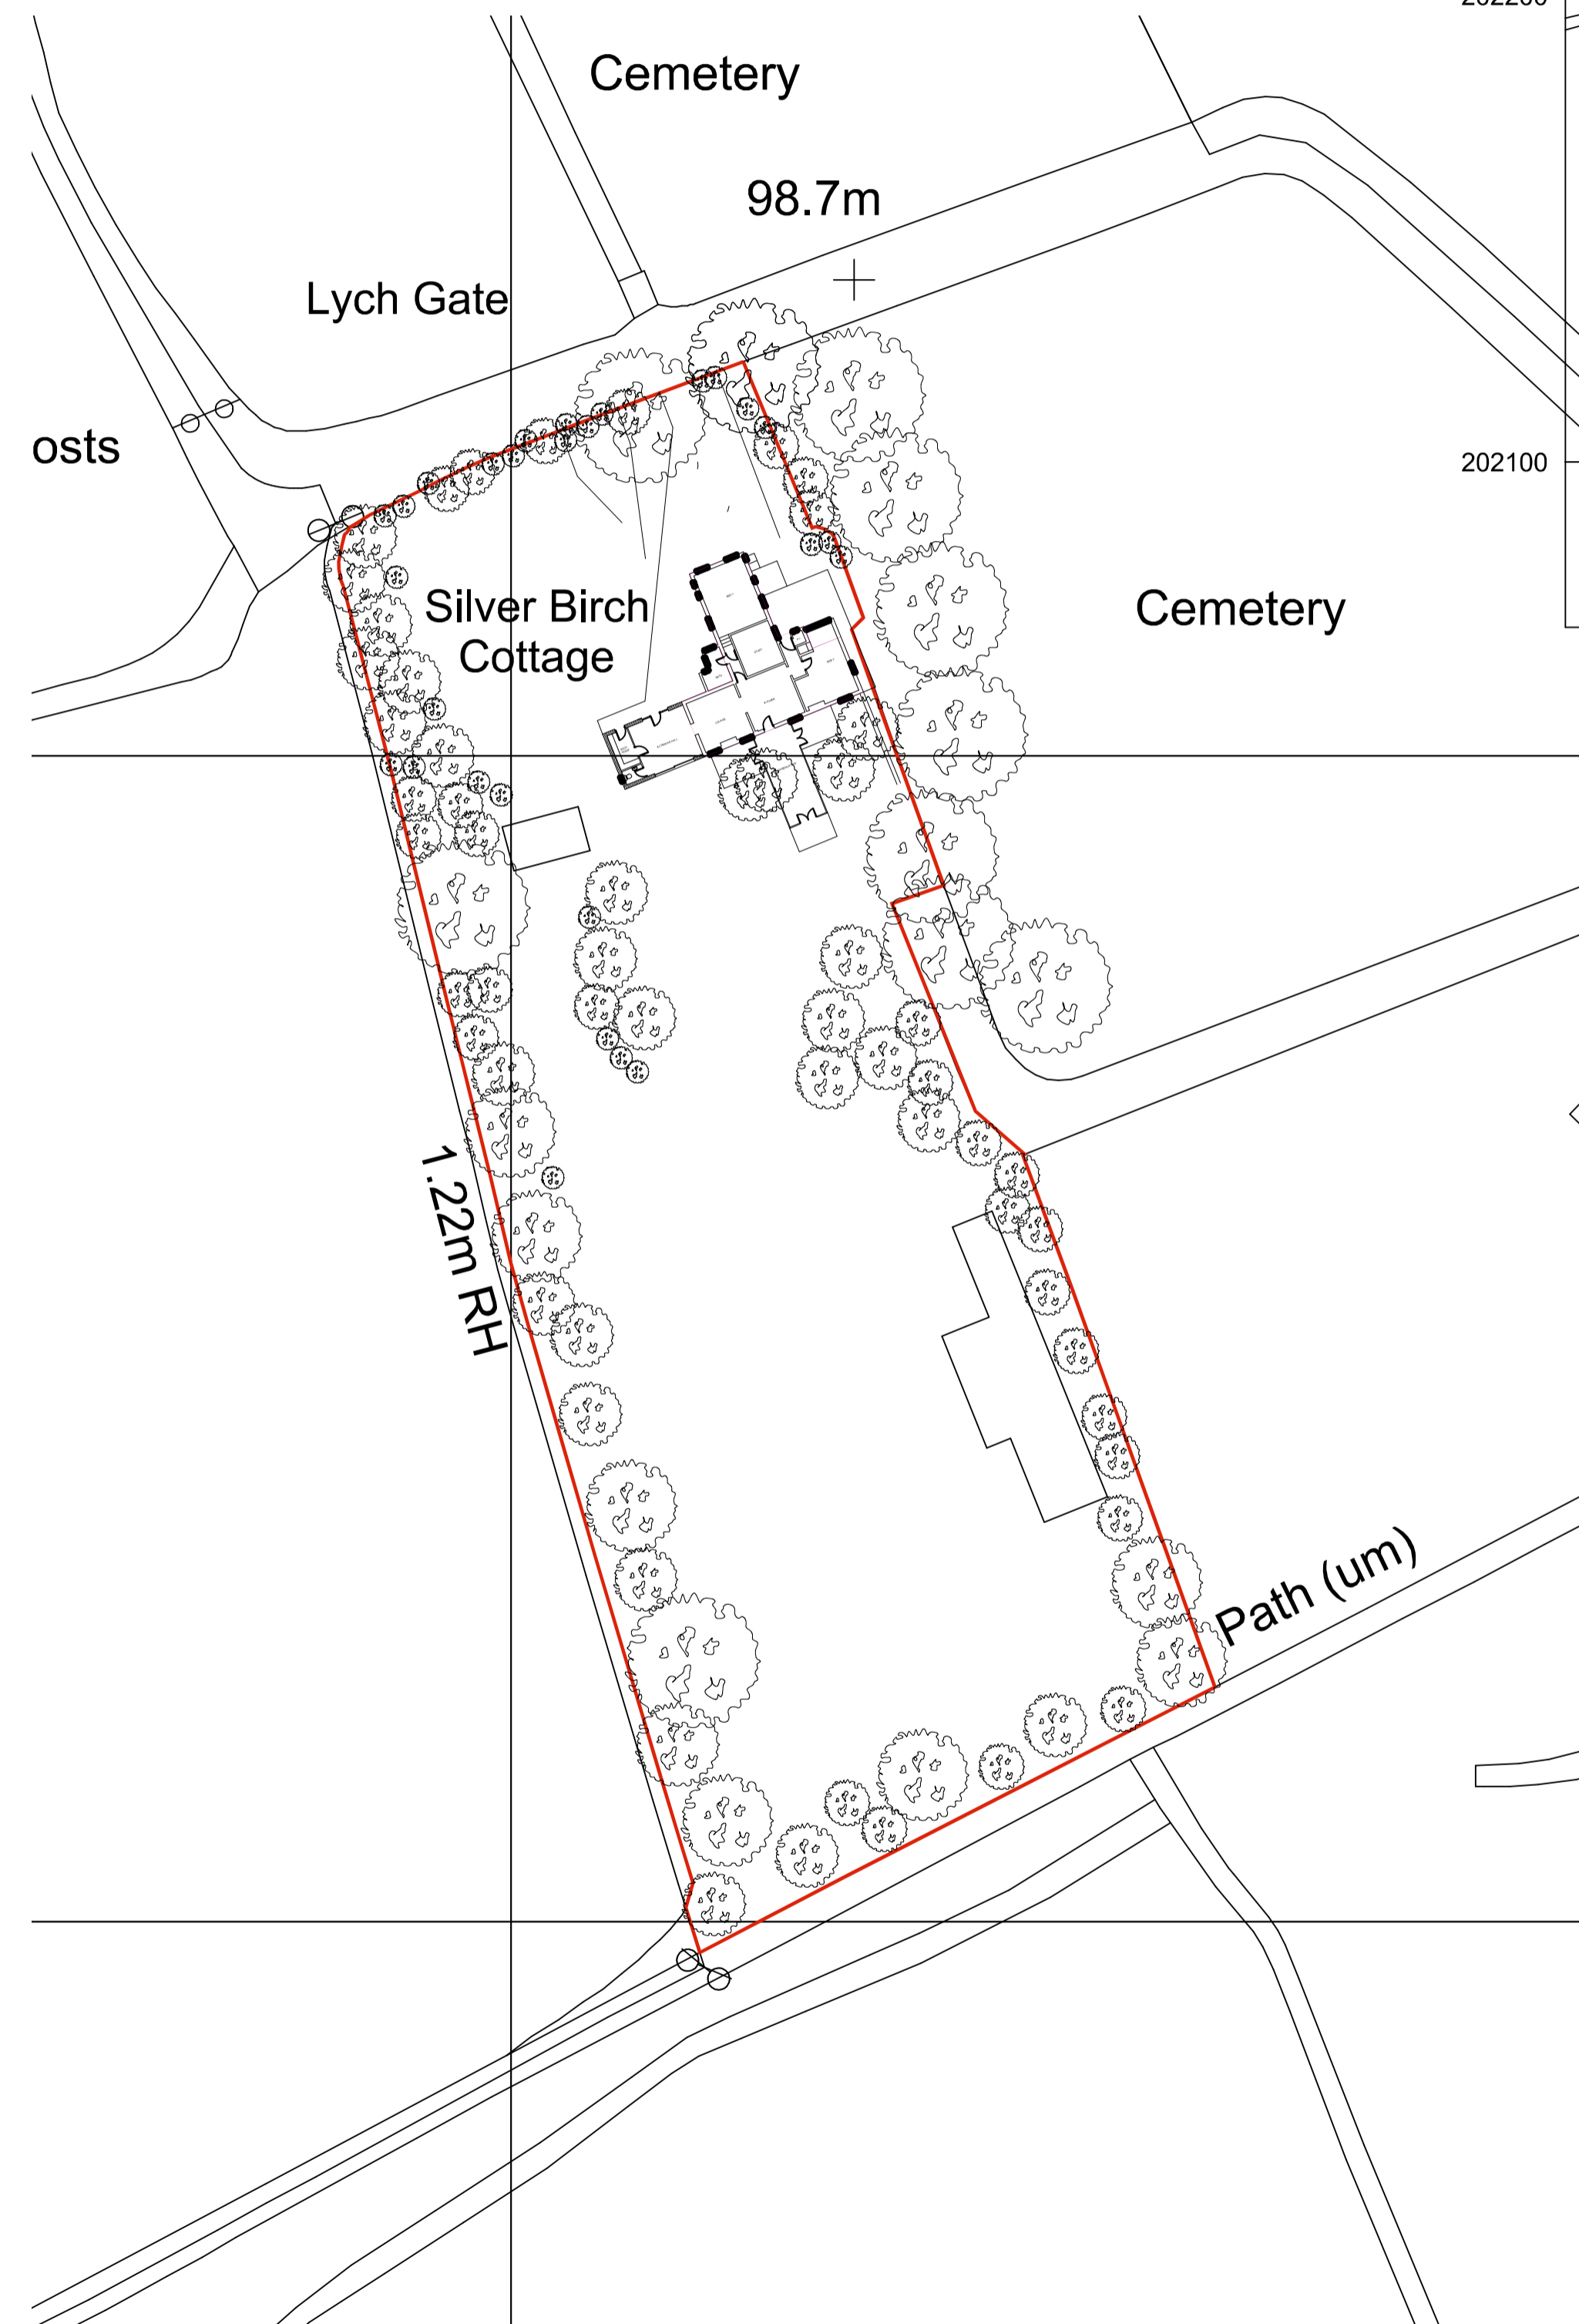 Cemetery
98.7m
Lych Gate
osts
202100
Silver Birch
Cottage
Cemetery
1.22m RH
Path (um)